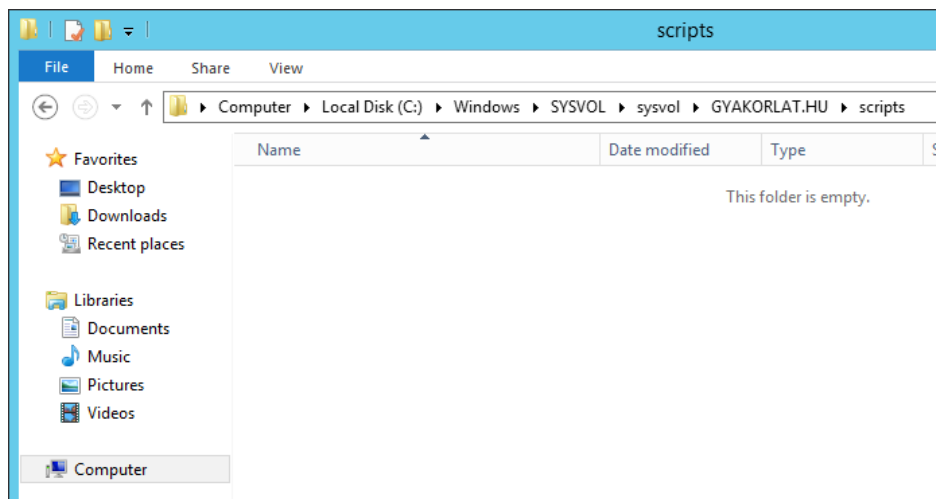 scripts
File Home Share View
Computer Local Disk (C:) Windows SYSVOL sysvol GYAKORLAT.HU scripts
Name Date modified Type
This folder is empty.
Favorites
Desktop
Downloads
Recent places
Libraries
Documents
Music
Pictures
Videos
Computer